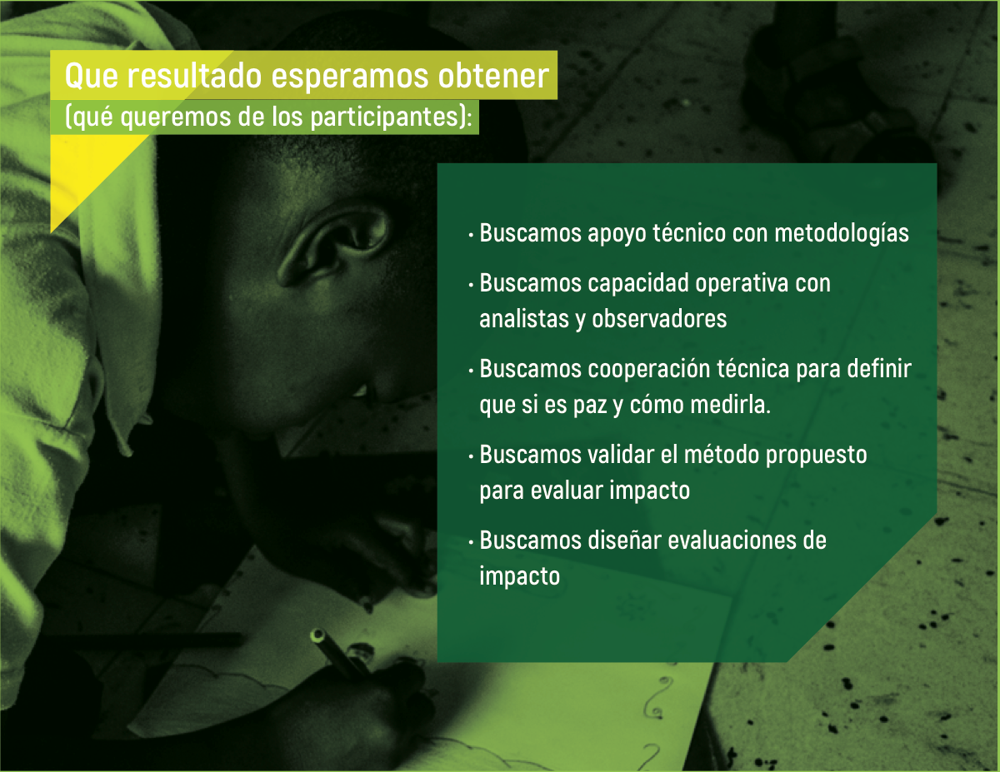 Que resultado esperamos obtener
(qué queremos de los participantes):
· Buscamos apoyo técnico con metodologías
· Buscamos capacidad operativa con
analistas y observadores
· Buscamos cooperación técnica para definir
que si es paz y cómo medirla.
· Buscamos validar el método propuesto
para evaluar impacto
· Buscamos diseñar evaluaciones de
impacto